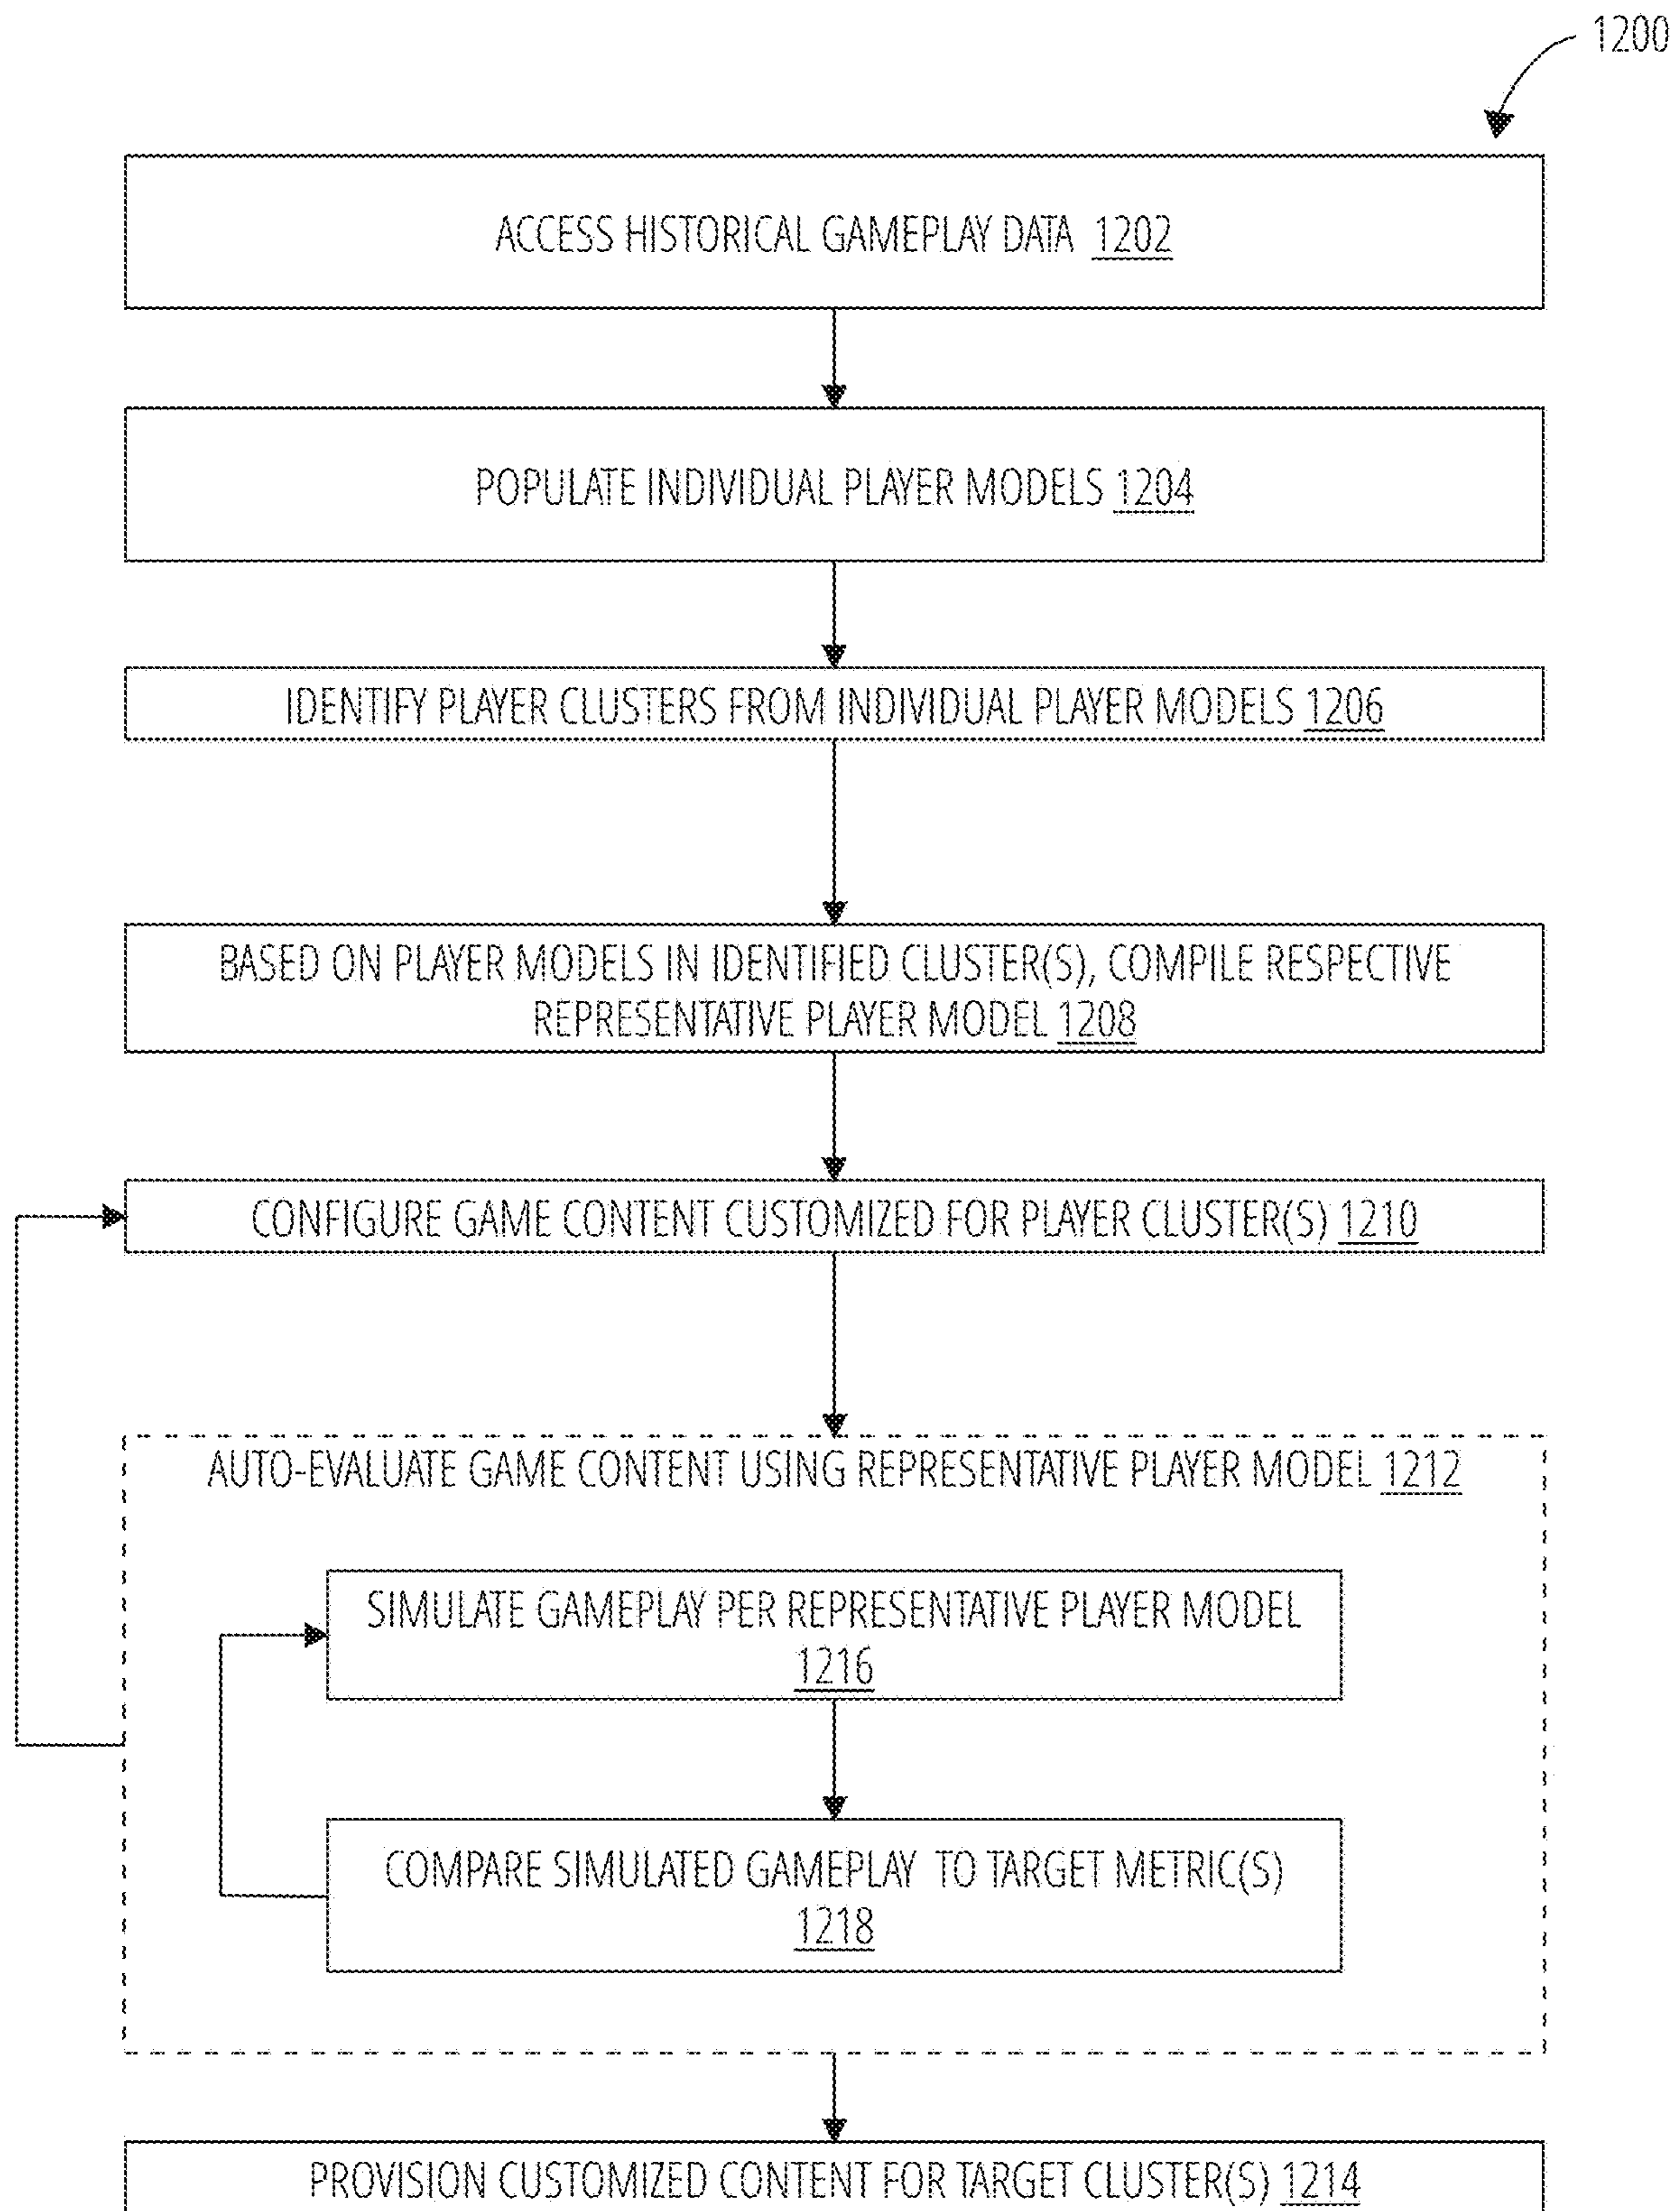 1200
ACCESS HISTORICAL GAMEPLAY DATA 1202
POPULATE INDIVIDUAL PLAYER MODELS 1204
IDENTIFY PLAYER CLUSTERS FROM INDIVIDUAL PLAYER MODELS 1206
BASED ON PLAYER MODELS IN IDENTIFIED CLUSTER(S), COMPILE RESPECTIVE
REPRESENTATIVE PLAYER MODEL 1208
CONFIGURE GAME CONTENT CUSTOMIZED FOR PLAYER CLUSTER(S) 1210
AUTO-EVALUATE GAME CONTENT USING REPRESENTATIVE PLAYER MODEL 1212
SIMULATE GAMEPLAY PER REPRESENTATIVE PLAYER MODEL
1216
COMPARE SIMULATED GAMEPLAY TO TARGET METRIC(S)
1218
PROVISION CUSTOMIZED CONTENT FOR TARGET CLUSTER(S) 1214